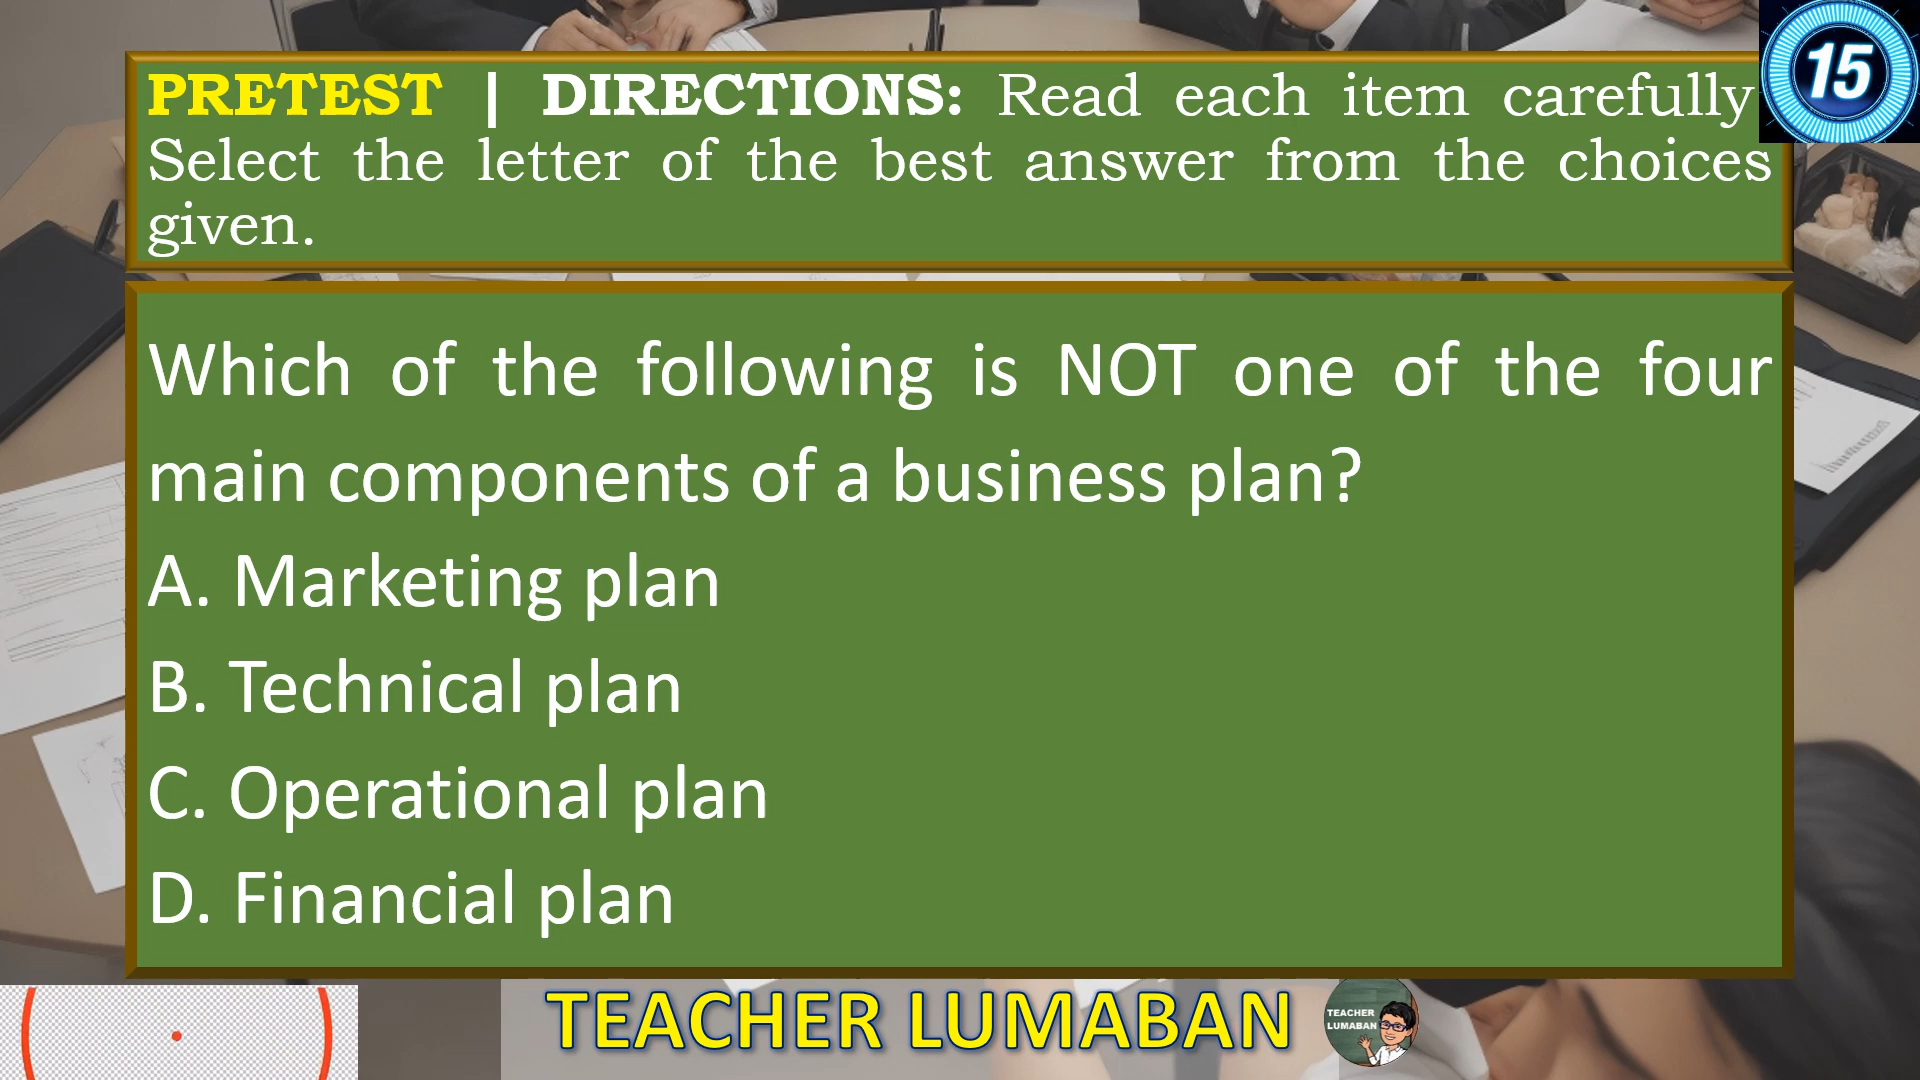 PRETEST | DIRECTIONS: Read each item carefully
Select the letter of the best answer from the choices
given.
15
Which of the following is NOT one of the four
main components of a business plan?
A. Marketing plan
B. Technical plan
C. Operational plan
D. Financial plan
TEACHER LUMABAN
TEACHER
LUMABAN